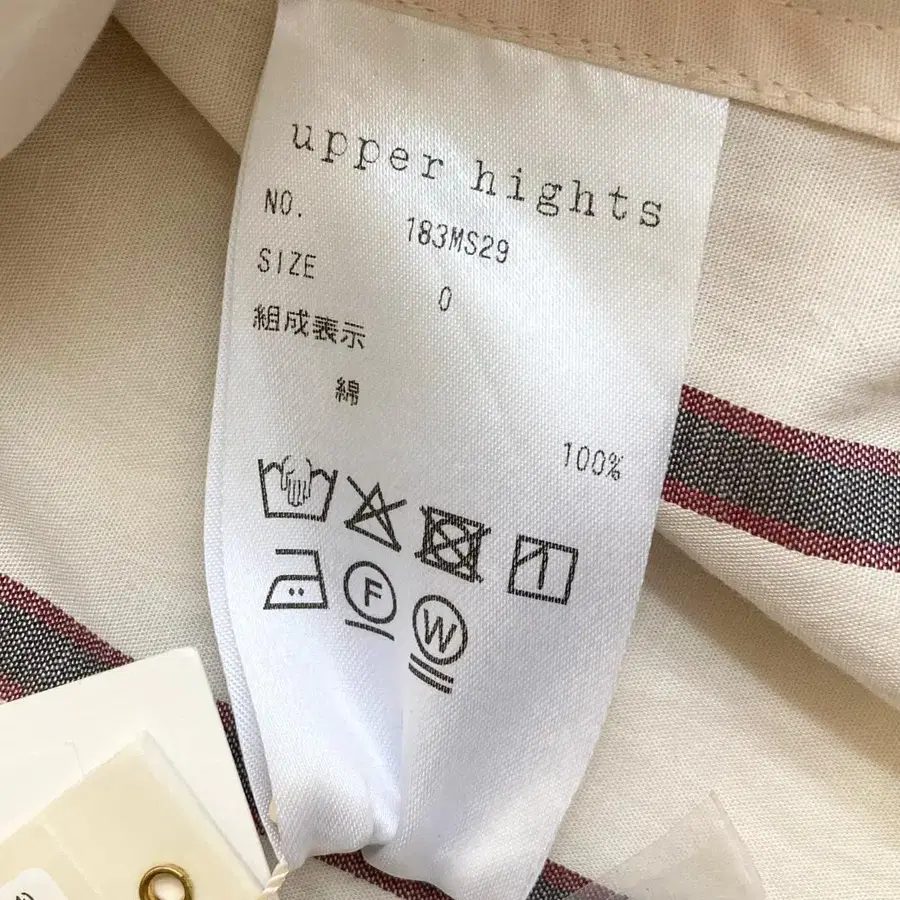 upper hights
NO. 183MS29
SIZE 0
組成表示
綿
100%
F
W